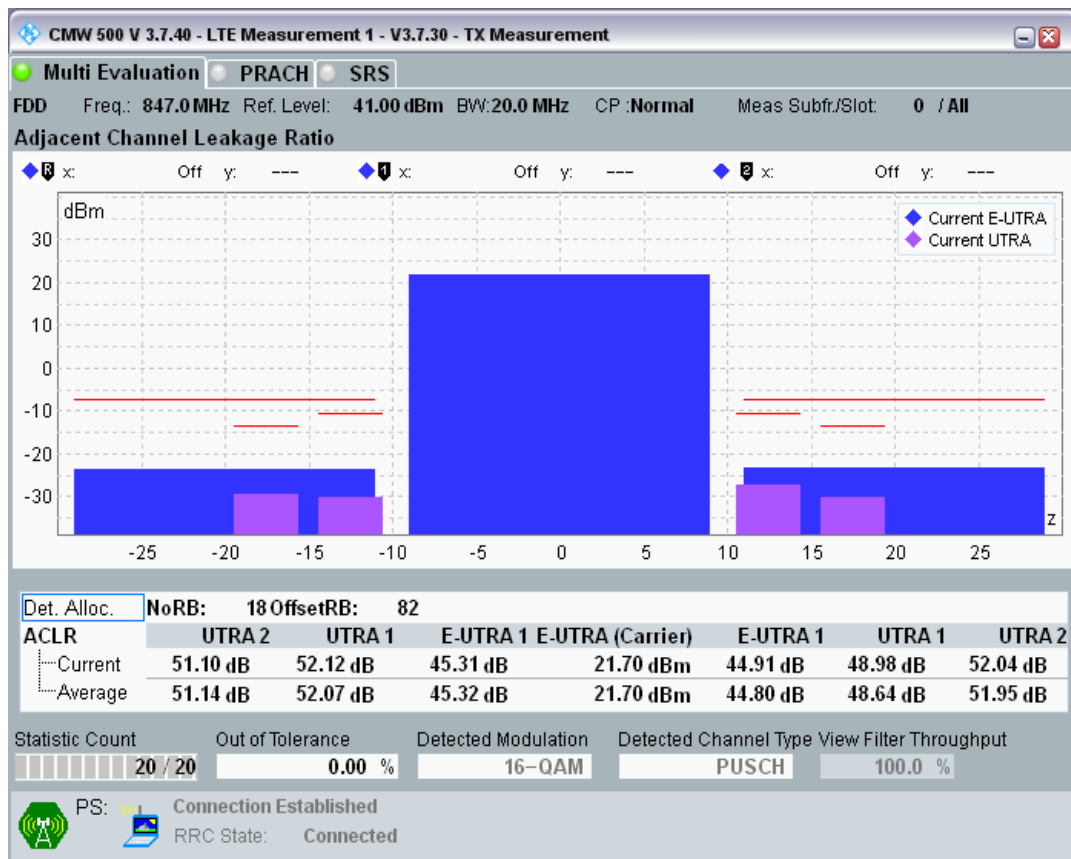 CMW 500 V 3.7.40 - LTE Measurement 1 - V3.7.30 - TX Measurement
Multi Evaluation PRACH SRS
FDD Freq.: 847.0 MHz Ref. Level: 41.00 dBm BW: 20.0 MHz CP : Normal Meas Subfr./Slot: 0 / All
Adjacent Channel Leakage Ratio
R x: Off y: --- 1 x: Off y: --- 2 x: Off y: ---
dBm
Current E-UTRA
Current UTRA
30
20
10
0
-10
-20
-30
z
-25 -20 -15 -10 -5 0 5 10 15 20 25
Det. Alloc. NoRB: 18 OffsetRB: 82
ACLR UTRA 2 UTRA 1 E-UTRA 1 E-UTRA (Carrier) E-UTRA 1 UTRA 1 UTRA 2
Current 51.10 dB 52.12 dB 45.31 dB 21.70 dBm 44.91 dB 48.98 dB 52.04 dB
Average 51.14 dB 52.07 dB 45.32 dB 21.70 dBm 44.80 dB 48.64 dB 51.95 dB
Statistic Count Out of Tolerance Detected Modulation Detected Channel Type View Filter Throughput
20 / 20 0.00 % 16-QAM PUSCH 100.0 %
PS: Connection Established
RRC State: Connected